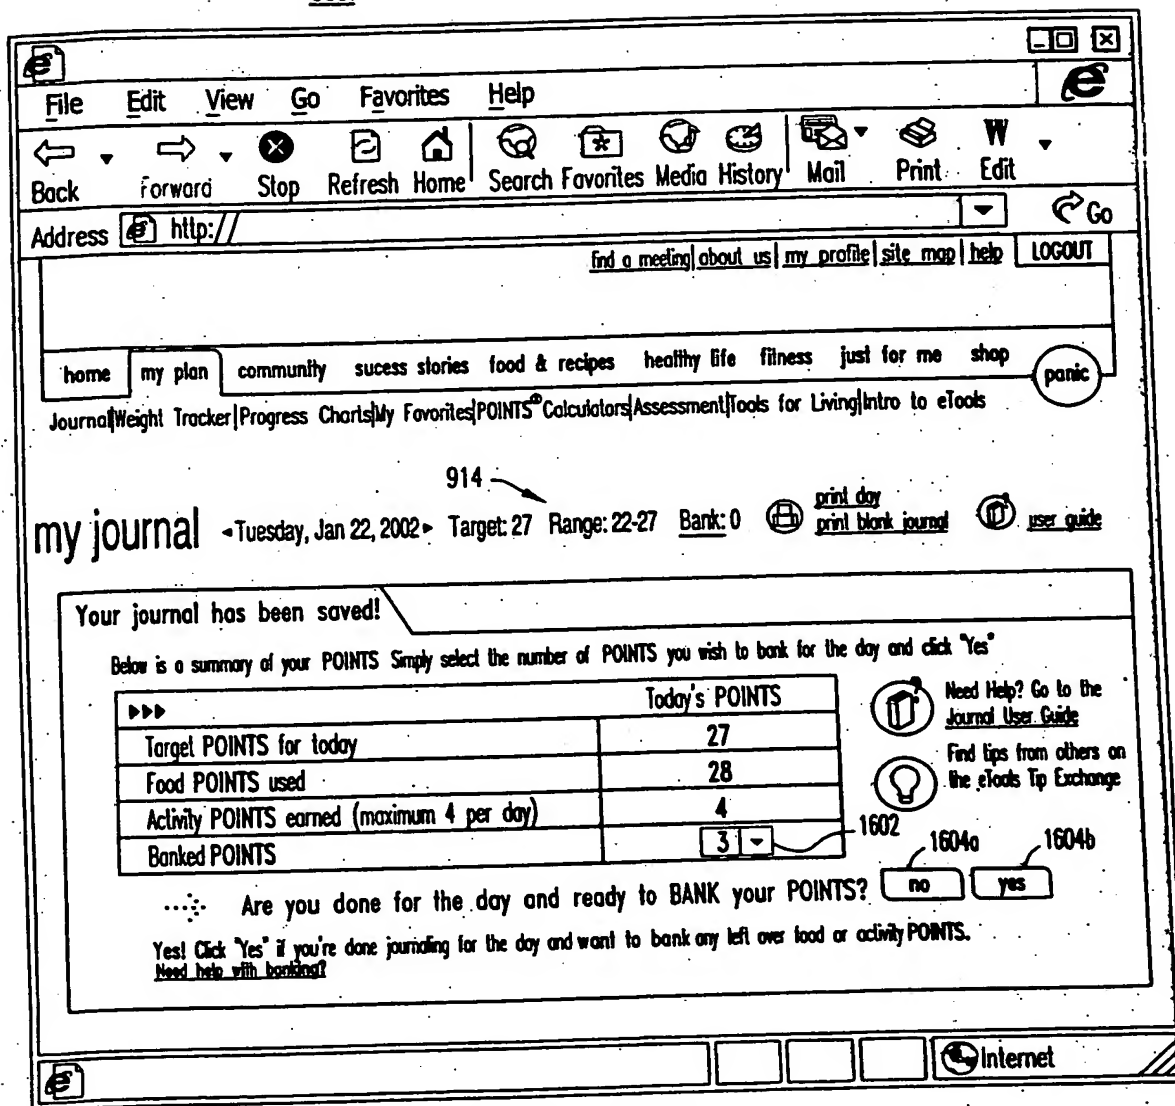 File Edit View Go Favorites Help
Back Forward Stop Refresh Home Search Favorites Media History Mail Print Edit
Address http:// Go
find a meeting|about us|my profile|site map|help LOGOUT
home my plan community sucess stories food & recipes healthy life fitness just for me shop panic
Journal|Weight Tracker|Progress Charts|My Favorites|POINTS® Calculators|Assessment|Tools for Living|Intro to eTools
914
my journal ◄Tuesday, Jan 22, 2002► Target: 27 Range: 22-27 Bank: 0 print day
print blank journal user guide
Your journal has been saved!
Below is a summary of your POINTS Simply select the number of POINTS you wish to bank for the day and click "Yes"
►►► Today's POINTS
Target POINTS for today 27
Food POINTS used 28
Activity POINTS earned (maximum 4 per day) 4
Banked POINTS 3
Need Help? Go to the
Journal User Guide
Find tips from others on
the eTools Tip Exchange
1602 1604a 1604b
Are you done for the day and ready to BANK your POINTS? no yes
Yes! Click "Yes" if you're done journaling for the day and want to bank any left over food or activity POINTS.
Need help with banking?
Internet